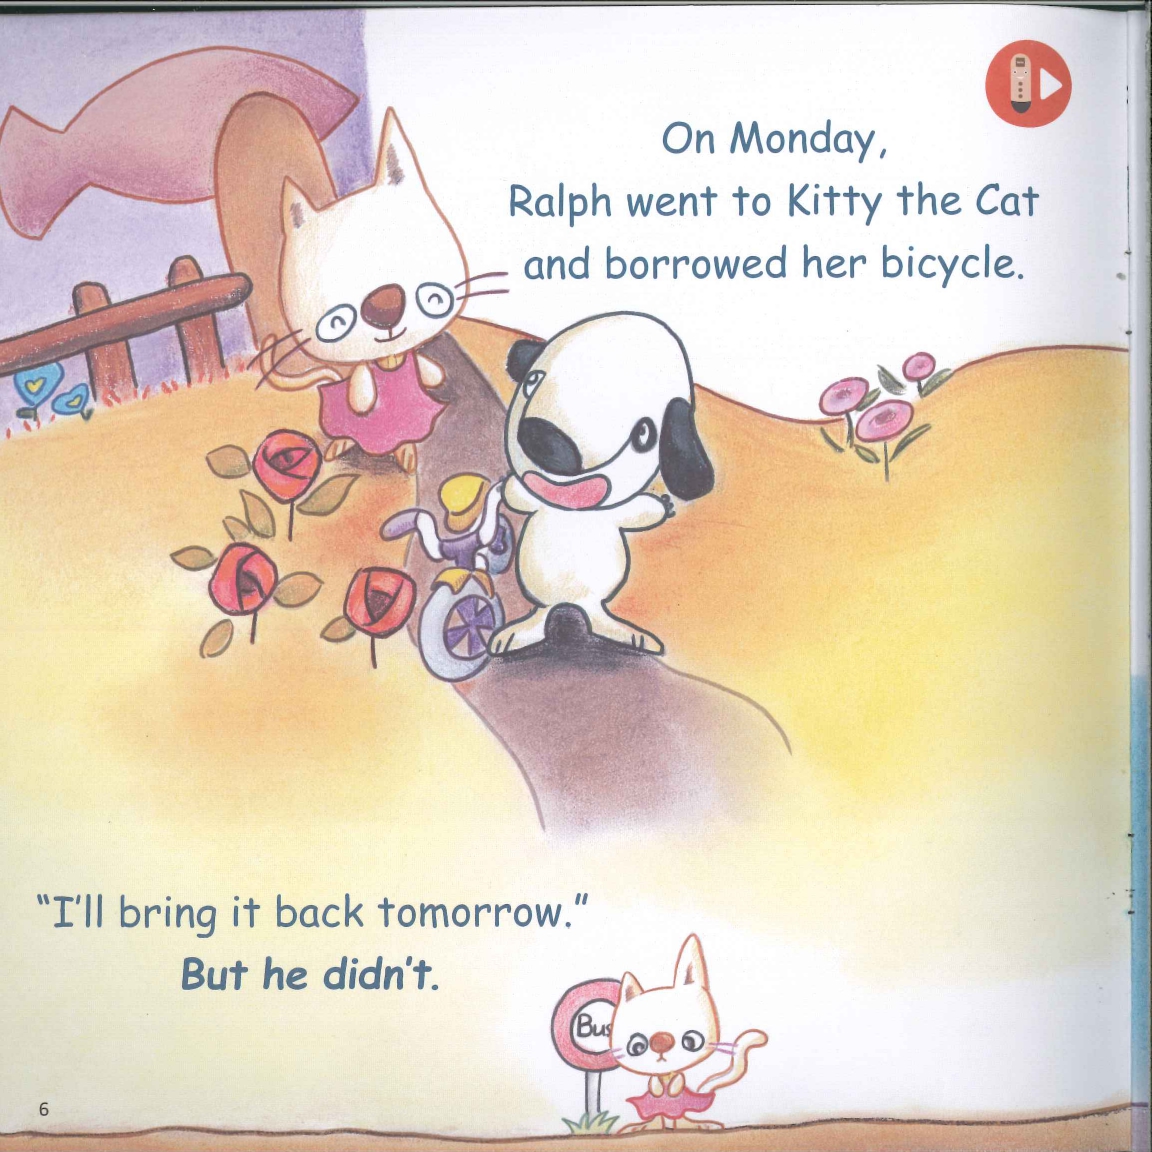 On Monday,
Ralph went to Kitty the Cat
and borrowed her bicycle.
"I'll bring it back tomorrow."
But he didn't.
Bus
6